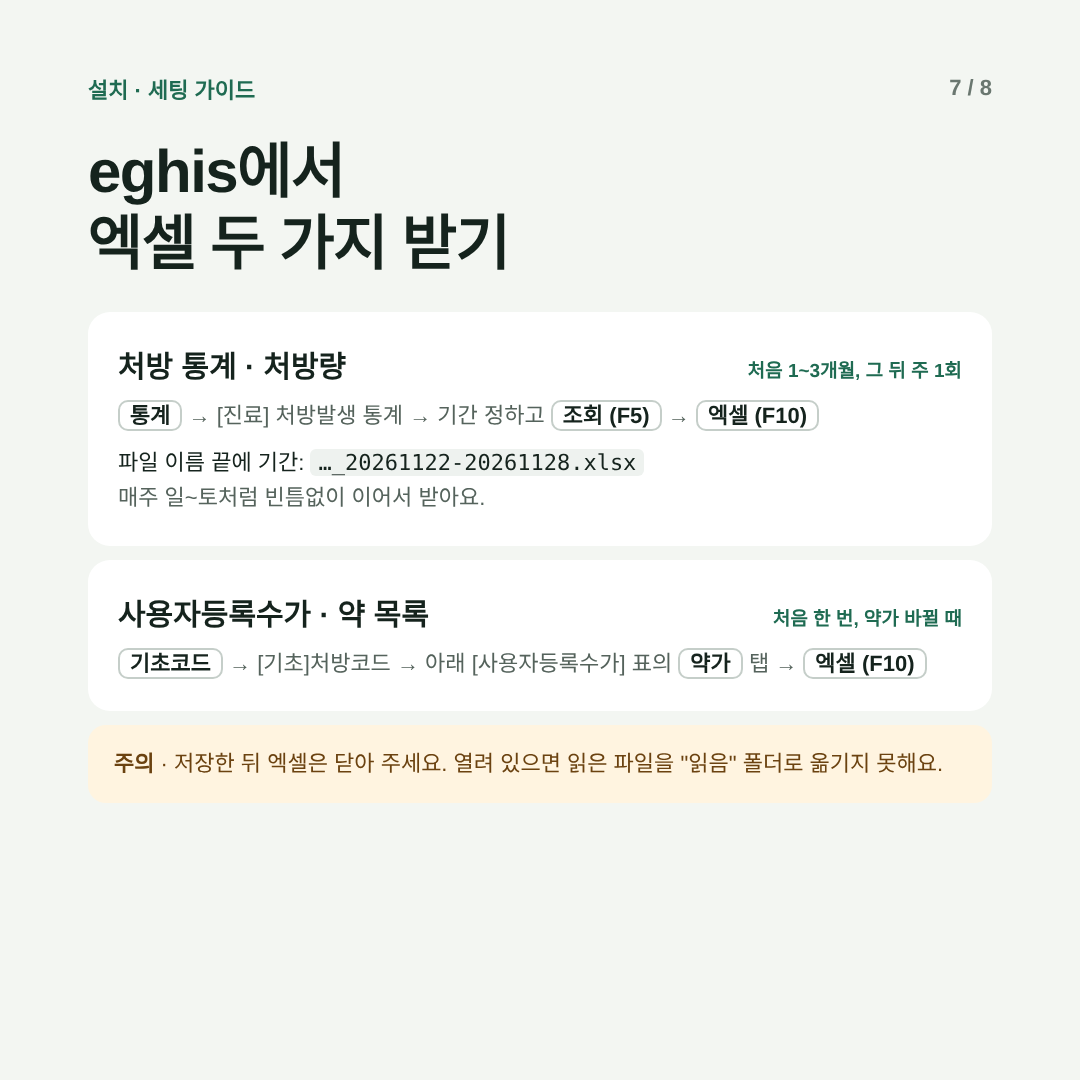 설치 · 세팅 가이드
7 / 8
eghis에서
엑셀 두 가지 받기
처방 통계 · 처방량
처음 1~3개월, 그 뒤 주 1회
통계 → [진료] 처방발생 통계 → 기간 정하고 조회 (F5) → 엑셀 (F10)
파일 이름 끝에 기간: …_20261122-20261128.xlsx
매주 일~토처럼 빈틈없이 이어서 받아요.
사용자등록수가 · 약 목록
처음 한 번, 약가 바뀔 때
기초코드 → [기초]처방코드 → 아래 [사용자등록수가] 표의 약가 탭 → 엑셀 (F10)
주의 · 저장한 뒤 엑셀은 닫아 주세요. 열려 있으면 읽은 파일을 "읽음" 폴더로 옮기지 못해요.